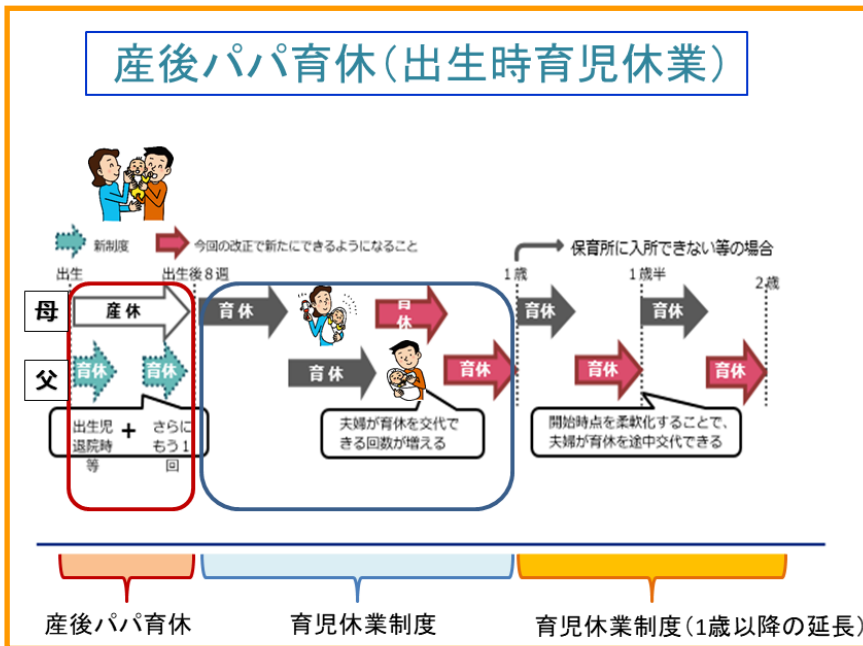 産後パパ育休(出生時育児休業)
新制度
今回の改正で新たにできるようになること
保育所に入所できない等の場合
出生
出生後8週
1歳
1歳半
2歳
母
産休
育休
育休
育休
育休
父
育休
育休
育休
育休
育休
育休
出生児
退院時
等
+
さらに
もう1
回
夫婦が育休を交代で
きる回数が増える
開始時点を柔軟化することで、
夫婦が育休を途中交代できる
産後パパ育休
育児休業制度
育児休業制度(1歳以降の延長)